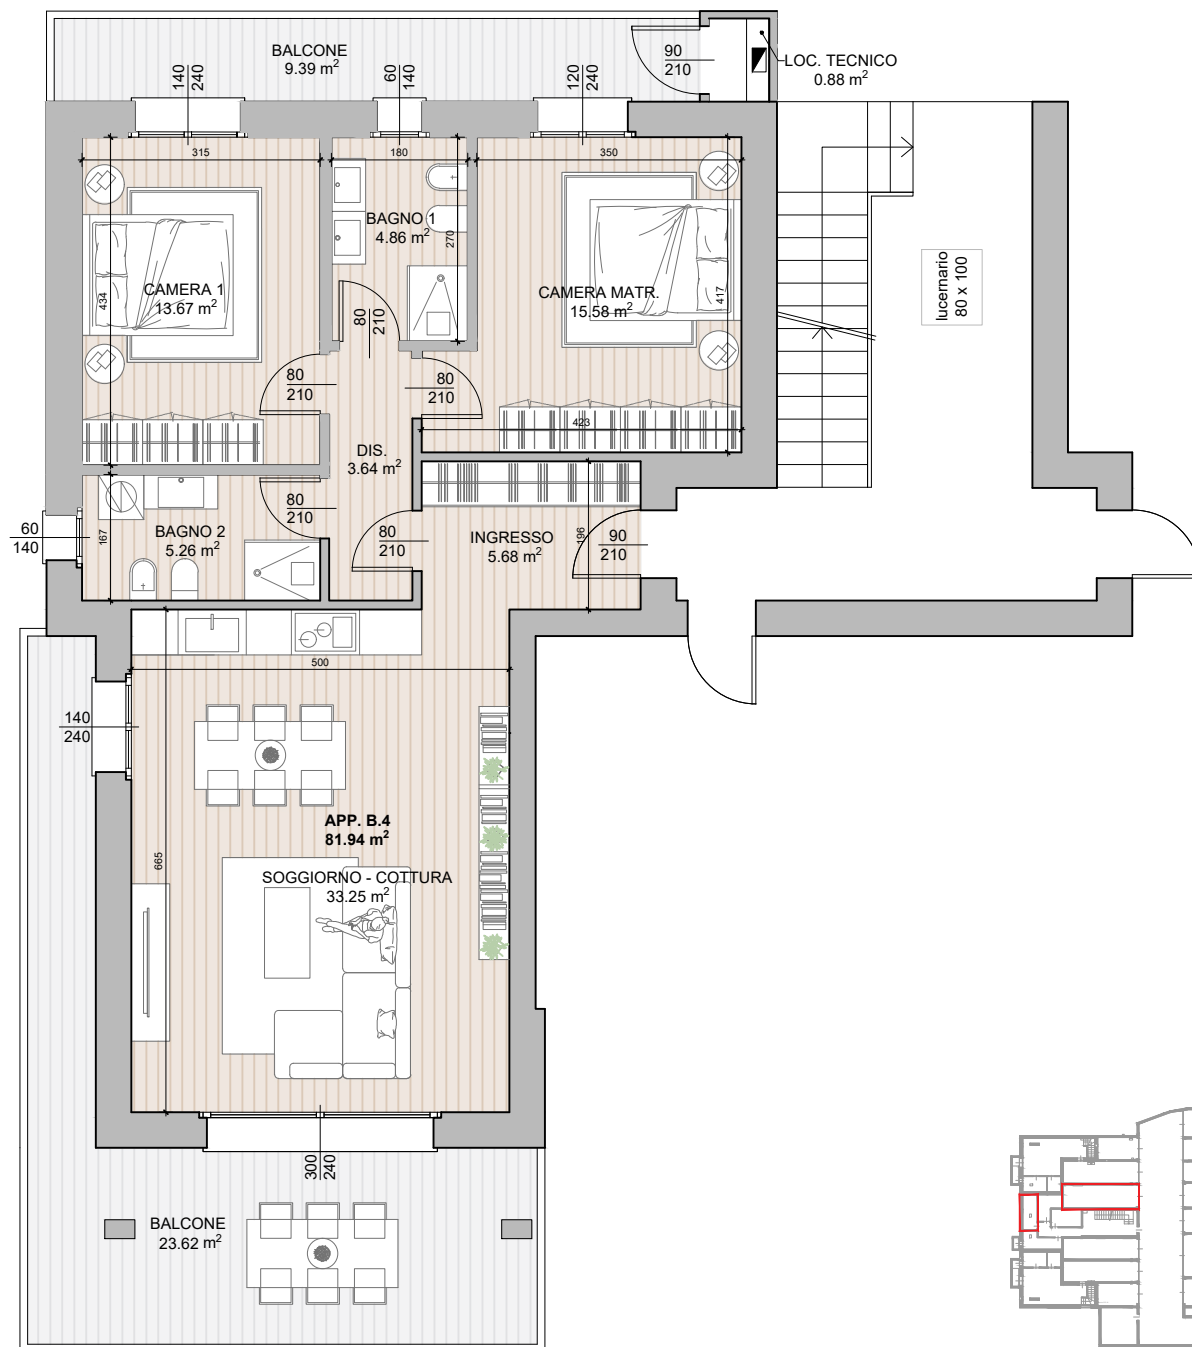 BALCONE
9.39 m²
140
240
60
140
120
240
90
210
LOC. TECNICO
0.88 m²
315
180
350
BAGNO 1
4.86 m²
270
CAMERA 1
13.67 m²
434
CAMERA MATR.
15.58 m²
417
lucernario
80 x 100
80
210
80
210
80
210
423
DIS.
3.64 m²
80
210
80
210
BAGNO 2
5.26 m²
167
60
140
INGRESSO
5.68 m²
196
90
210
500
140
240
APP. B.4
81.94 m²
665
SOGGIORNO - COTTURA
33.25 m²
300
240
BALCONE
23.62 m²